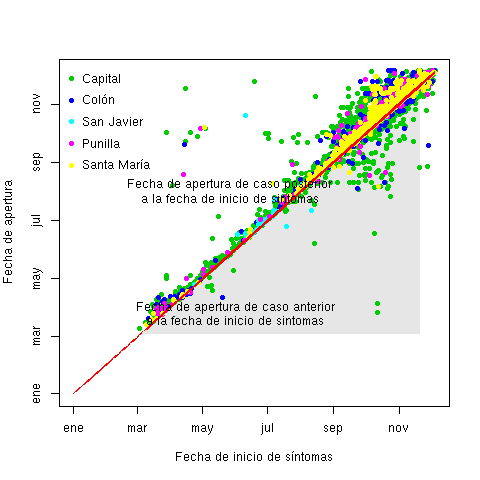 Capital
Colón
San Javier
Punilla
Santa María
Fecha de apertura de caso posterior
a la fecha de inicio de síntomas
Fecha de apertura de caso anterior
a la fecha de inicio de síntomas
Fecha de apertura
nov
sep
jul
may
mar
ene
ene mar may jul sep nov
Fecha de inicio de síntomas